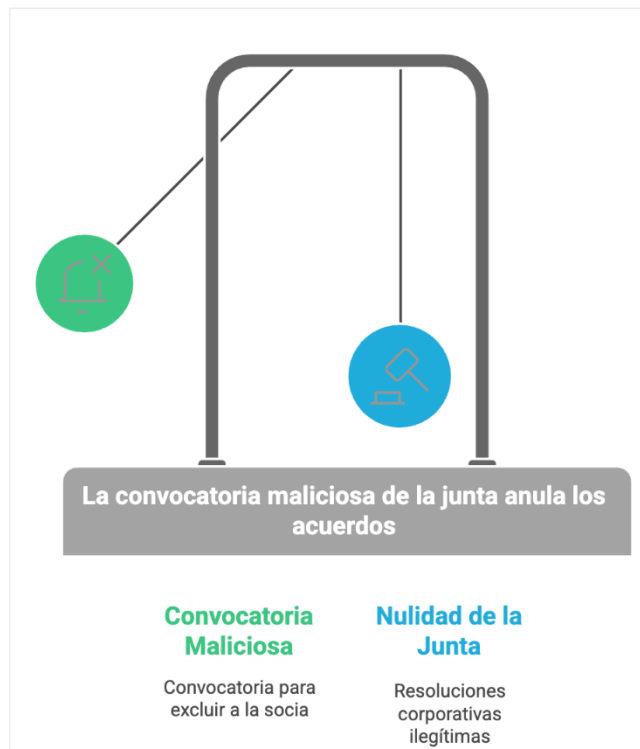 La convocatoria maliciosa de la junta anula los
acuerdos
Convocatoria
Maliciosa
Convocatoria para
excluir a la socia
Nulidad de la
Junta
Resoluciones
corporativas
ilegítimas